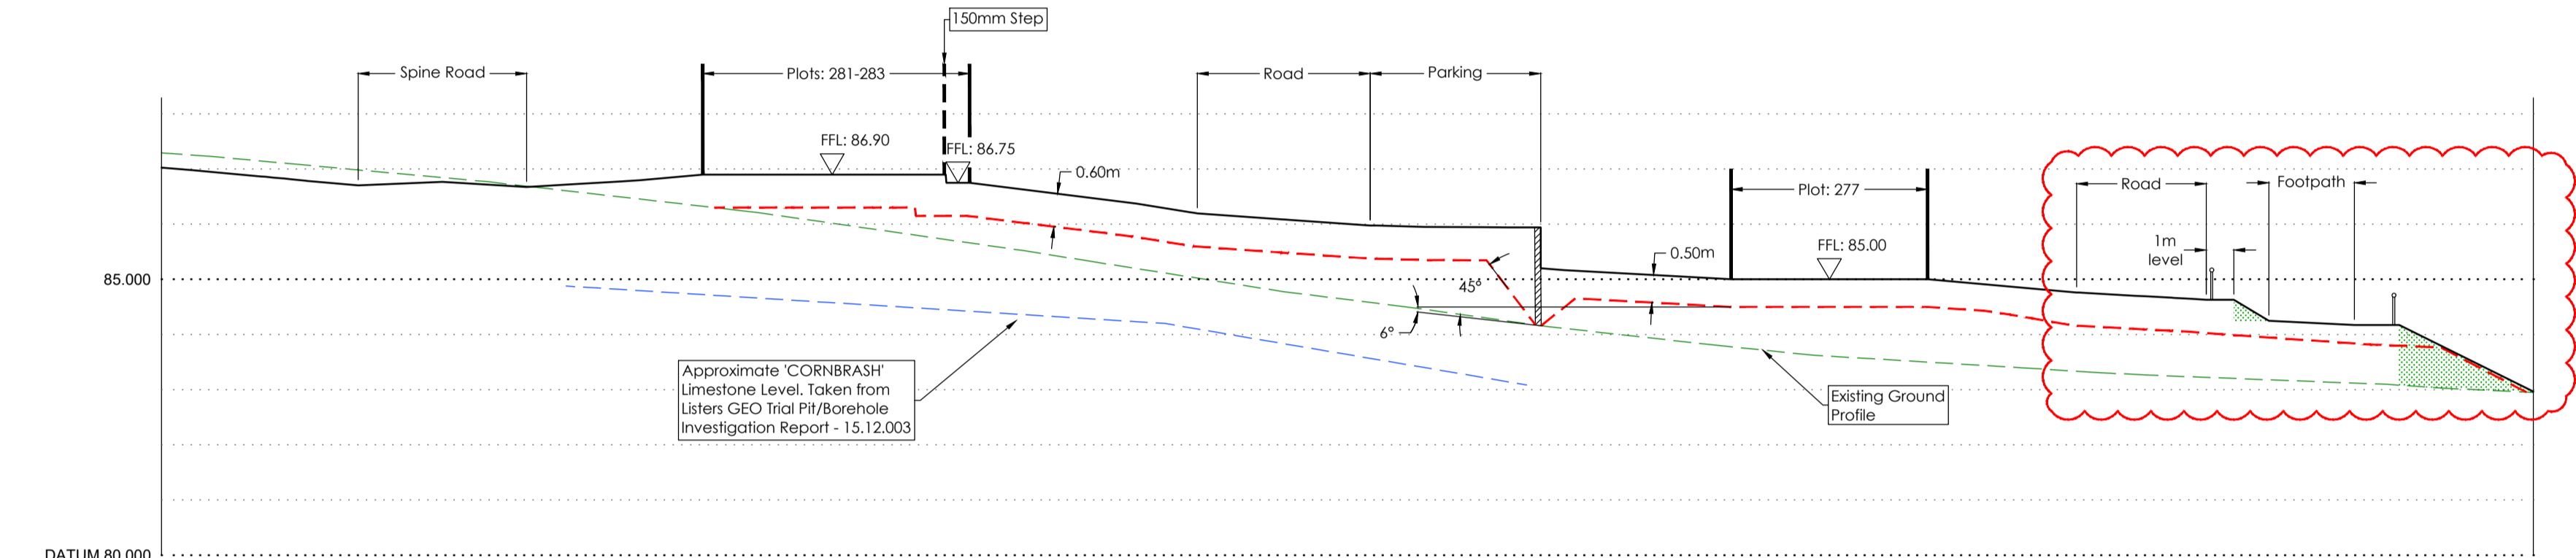 150mm Step
Spine Road
Plots: 281-283
Road
Parking
FFL: 86.90
FFL: 86.75
0.60m
Plot: 277
Road
Footpath
1m
level
FFL: 85.00
0.50m
85.000
45°
6°
Approximate 'CORNBRASH'
Limestone Level. Taken from
Listers GEO Trial Pit/Borehole
Investigation Report - 15.12.003
Existing Ground
Profile
DATUM 80.000